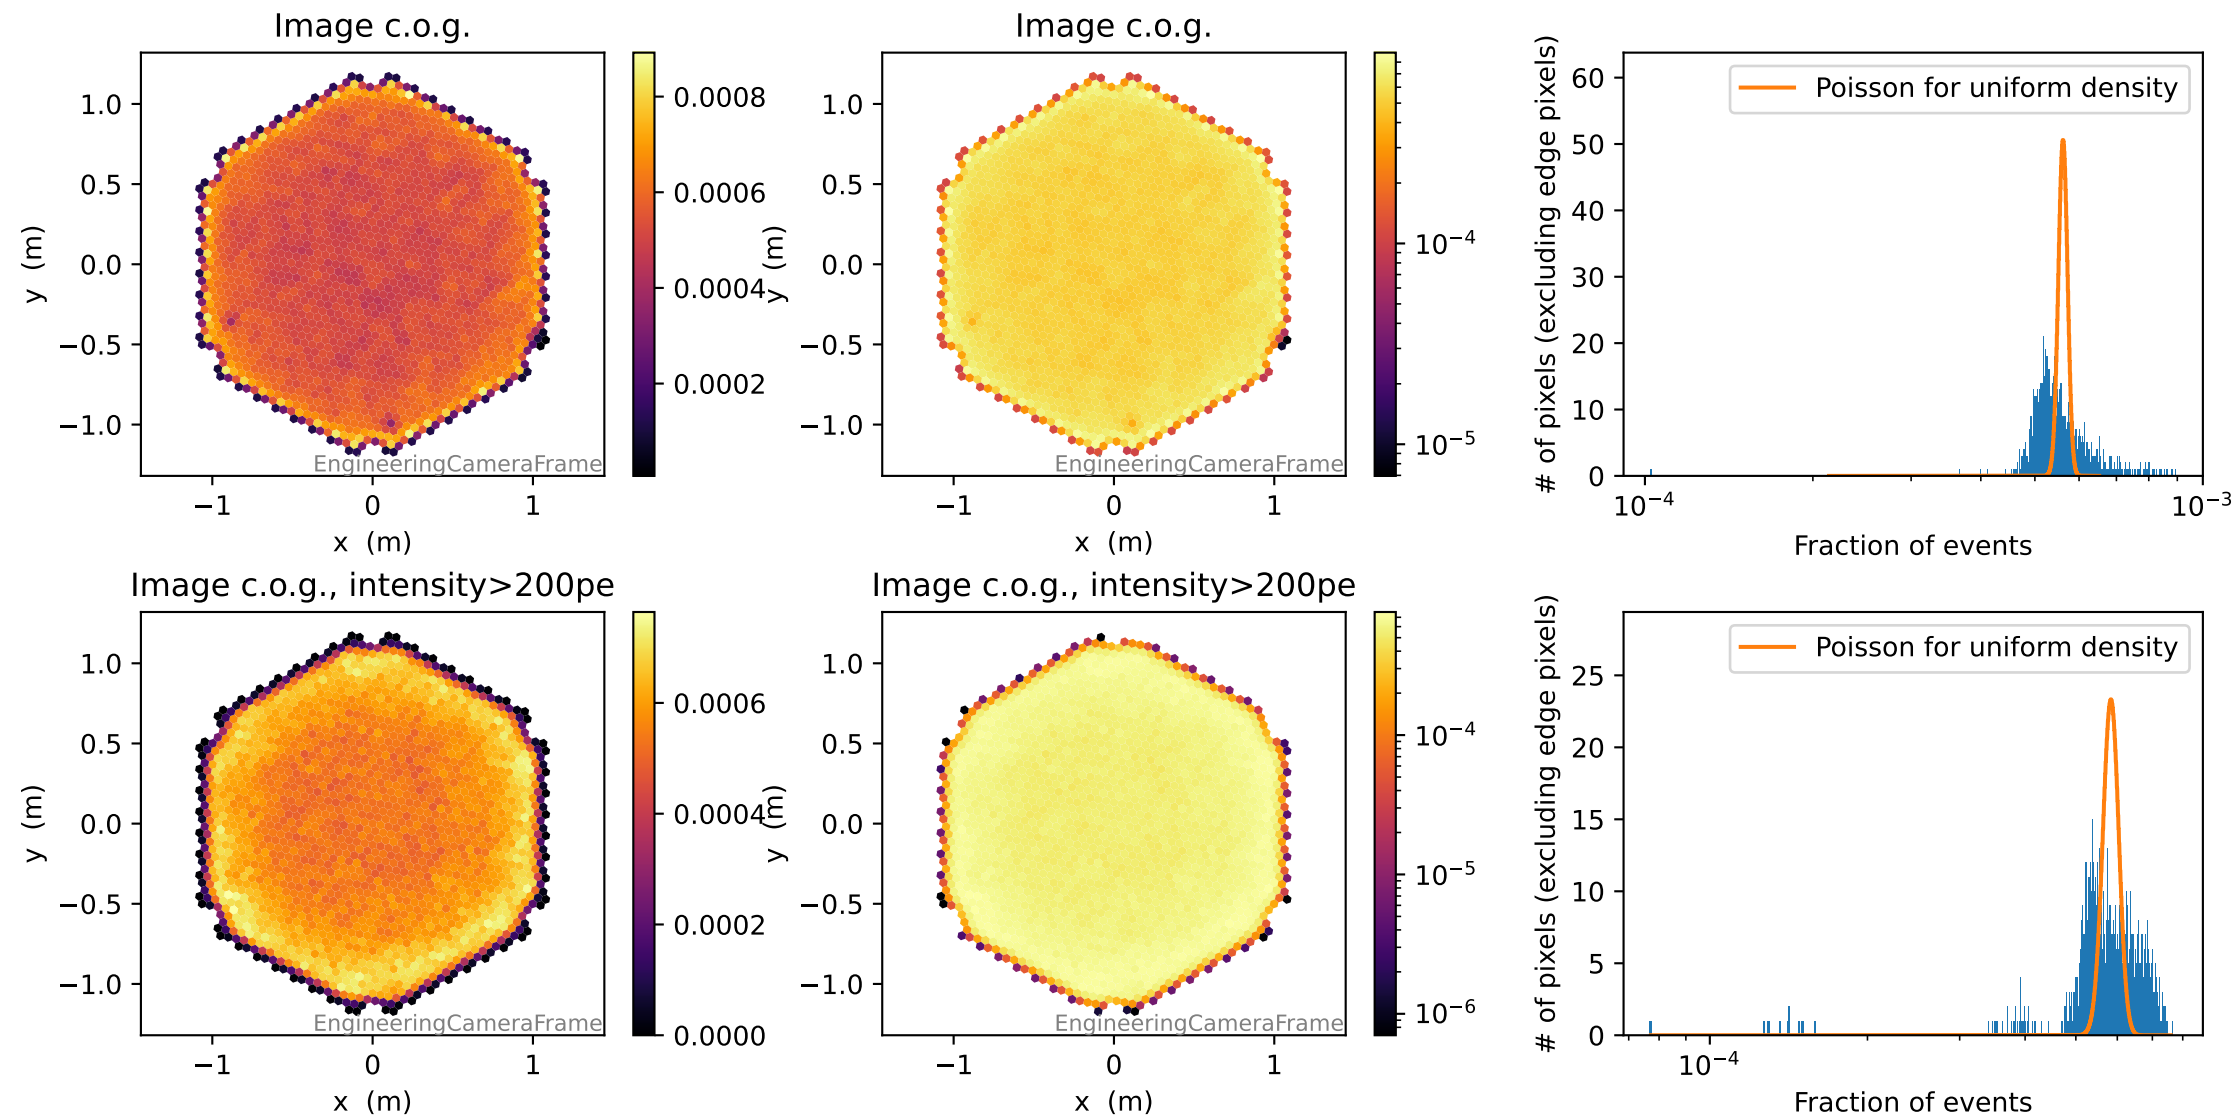 Image c.o.g.
1.0
0.5
0.0
−0.5
−1.0
y (m)
−1 0 1
x (m)
EngineeringCameraFrame
0.0008
0.0006
0.0004
0.0002
Image c.o.g.
1.0
0.5
0.0
−0.5
−1.0
y (m)
−1 0 1
x (m)
EngineeringCameraFrame
10⁻⁴
10⁻⁵
Poisson for uniform density
# of pixels (excluding edge pixels)
60
50
40
30
20
10
0
10⁻⁴ 10⁻³
Fraction of events
Image c.o.g., intensity>200pe
1.0
0.5
0.0
−0.5
−1.0
y (m)
−1 0 1
x (m)
EngineeringCameraFrame
0.0006
0.0004
0.0002
0.0000
Image c.o.g., intensity>200pe
1.0
0.5
0.0
−0.5
−1.0
y (m)
−1 0 1
x (m)
EngineeringCameraFrame
10⁻⁴
10⁻⁵
10⁻⁶
Poisson for uniform density
# of pixels (excluding edge pixels)
25
20
15
10
5
0
10⁻⁴
Fraction of events